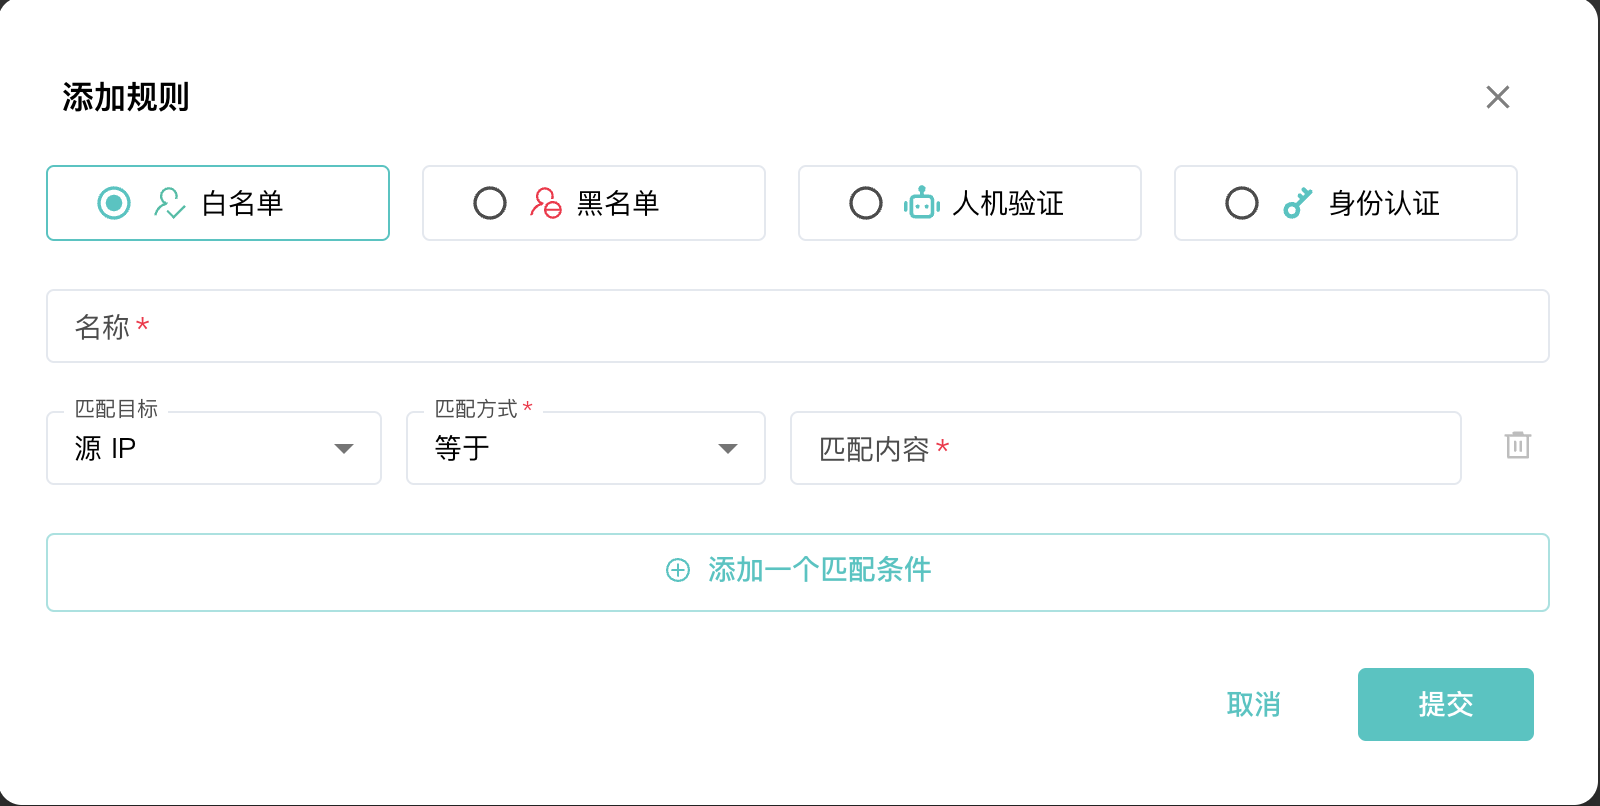 添加规则
白名单
黑名单
人机验证
身份认证
名称 *
匹配目标
源 IP
匹配方式 *
等于
匹配内容 *
添加一个匹配条件
取消
提交